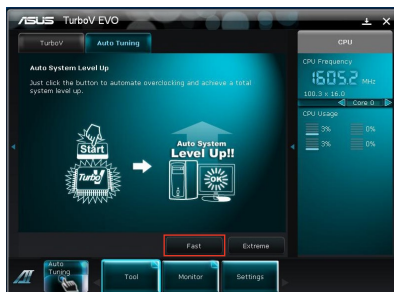 ASUS TurboV EVO
TurboV
Auto Tuning
CPU
Auto System Level Up
Just click the button to automate overclocking and achieve a total
system level up.
Start
Turbo
Auto System
Level Up!!
OK
CPU Frequency
1605.2 MHz
100.3 x 16.0
Core 0
CPU Usage
3%
0%
3%
0%
Fast
Extreme
Auto
Tuning
Tool
Monitor
Settings